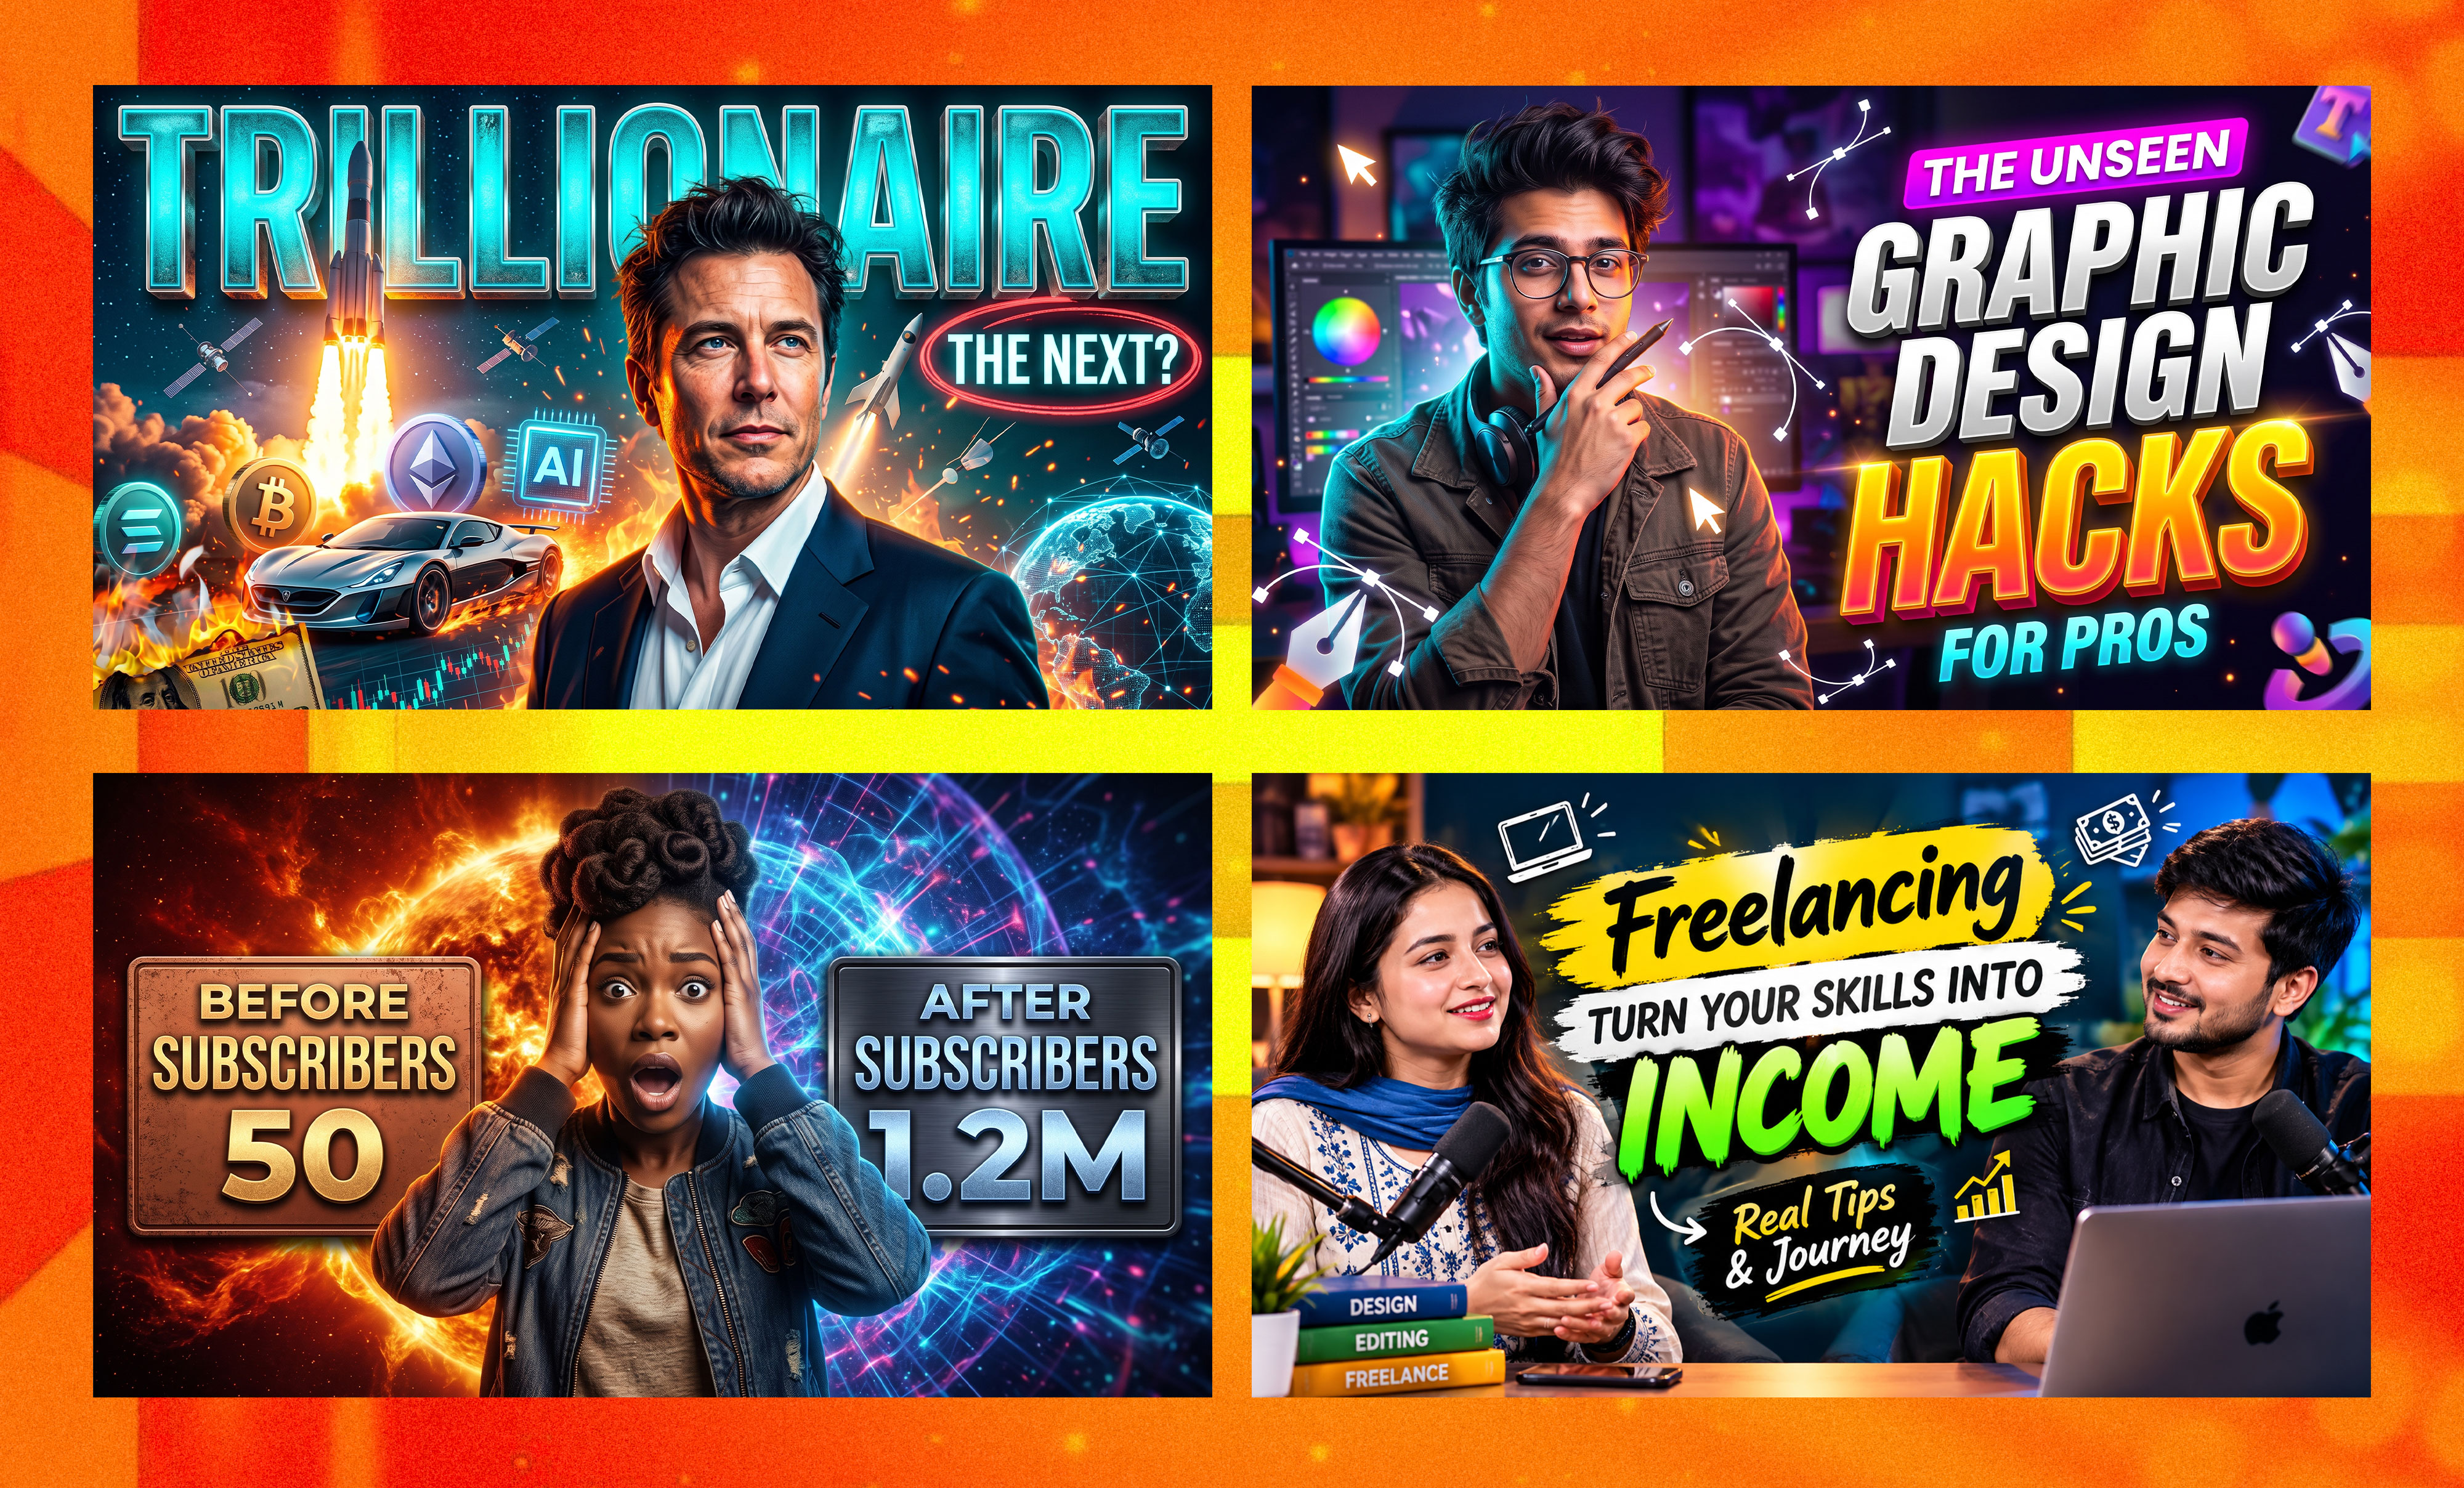 TRILLIONAIRE
THE NEXT?
AI
THE UNSEEN
GRAPHIC
DESIGN
HACKS
FOR PROS
T
BEFORE
SUBSCRIBERS
50
AFTER
SUBSCRIBERS
1.2M
Freelancing
TURN YOUR SKILLS INTO
INCOME
Real Tips
& Journey
DESIGN
EDITING
FREELANCE